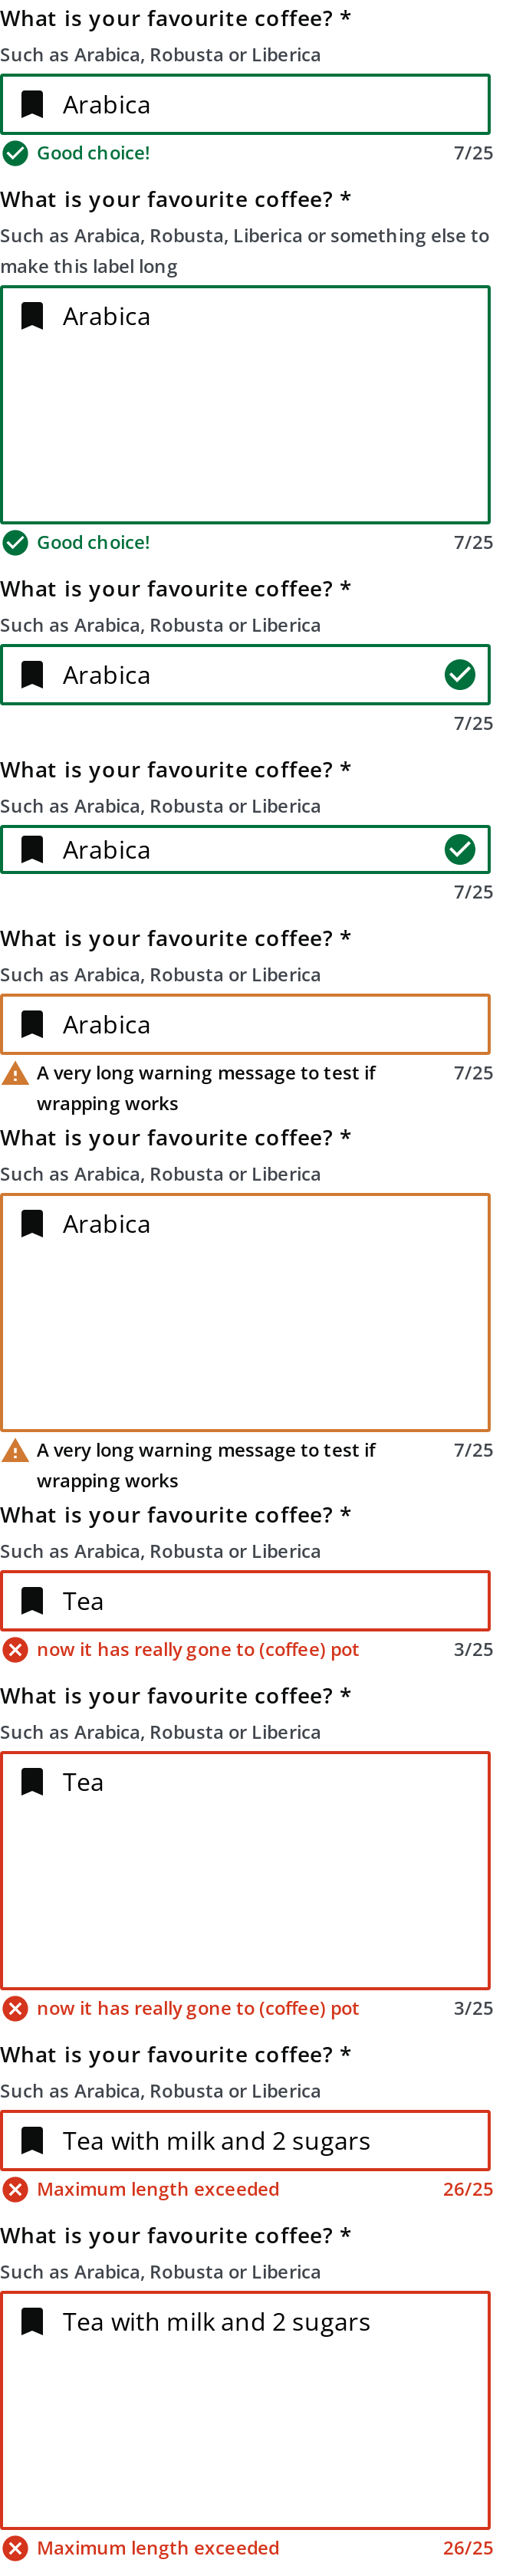 What is your favourite coffee? *
Such as Arabica, Robusta or Liberica
Arabica
Good choice! 7/25
What is your favourite coffee? *
Such as Arabica, Robusta, Liberica or something else to
make this label long
Arabica
Good choice! 7/25
What is your favourite coffee? *
Such as Arabica, Robusta or Liberica
Arabica
7/25
What is your favourite coffee? *
Such as Arabica, Robusta or Liberica
Arabica
7/25
What is your favourite coffee? *
Such as Arabica, Robusta or Liberica
Arabica
A very long warning message to test if 7/25
wrapping works
What is your favourite coffee? *
Such as Arabica, Robusta or Liberica
Arabica
A very long warning message to test if 7/25
wrapping works
What is your favourite coffee? *
Such as Arabica, Robusta or Liberica
Tea
now it has really gone to (coffee) pot 3/25
What is your favourite coffee? *
Such as Arabica, Robusta or Liberica
Tea
now it has really gone to (coffee) pot 3/25
What is your favourite coffee? *
Such as Arabica, Robusta or Liberica
Tea with milk and 2 sugars
Maximum length exceeded 26/25
What is your favourite coffee? *
Such as Arabica, Robusta or Liberica
Tea with milk and 2 sugars
Maximum length exceeded 26/25